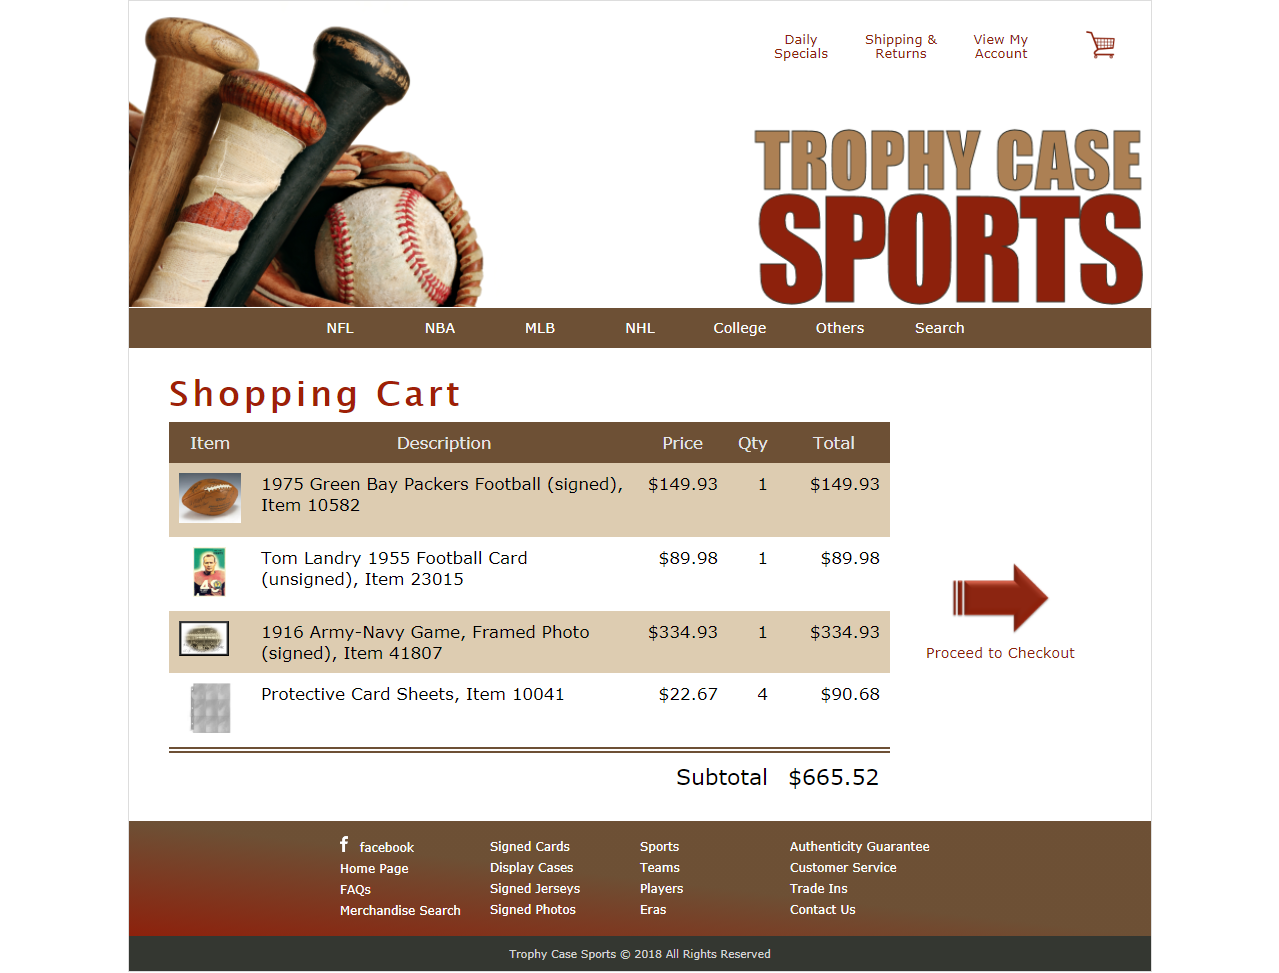 Daily Specials
Shipping & Returns
View My Account
TROPHY CASE
SPORTS
NFL NBA MLB NHL College Others Search
Shopping Cart
Item Description Price Qty Total
1975 Green Bay Packers Football (signed), $149.93 1 $149.93
Item 10582
Tom Landry 1955 Football Card $89.98 1 $89.98
(unsigned), Item 23015
1916 Army-Navy Game, Framed Photo $334.93 1 $334.93
(signed), Item 41807
Protective Card Sheets, Item 10041 $22.67 4 $90.68
Subtotal $665.52
Proceed to Checkout
facebook
Home Page
FAQs
Merchandise Search
Signed Cards
Display Cases
Signed Jerseys
Signed Photos
Sports
Teams
Players
Eras
Authenticity Guarantee
Customer Service
Trade Ins
Contact Us
Trophy Case Sports © 2018 All Rights Reserved